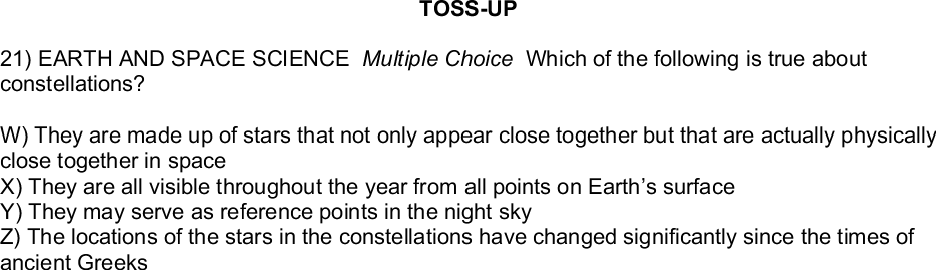 TOSS-UP
21) EARTH AND SPACE SCIENCE Multiple Choice Which of the following is true about
constellations?
W) They are made up of stars that not only appear close together but that are actually physically
close together in space
X) They are all visible throughout the year from all points on Earth’s surface
Y) They may serve as reference points in the night sky
Z) The locations of the stars in the constellations have changed significantly since the times of
ancient Greeks